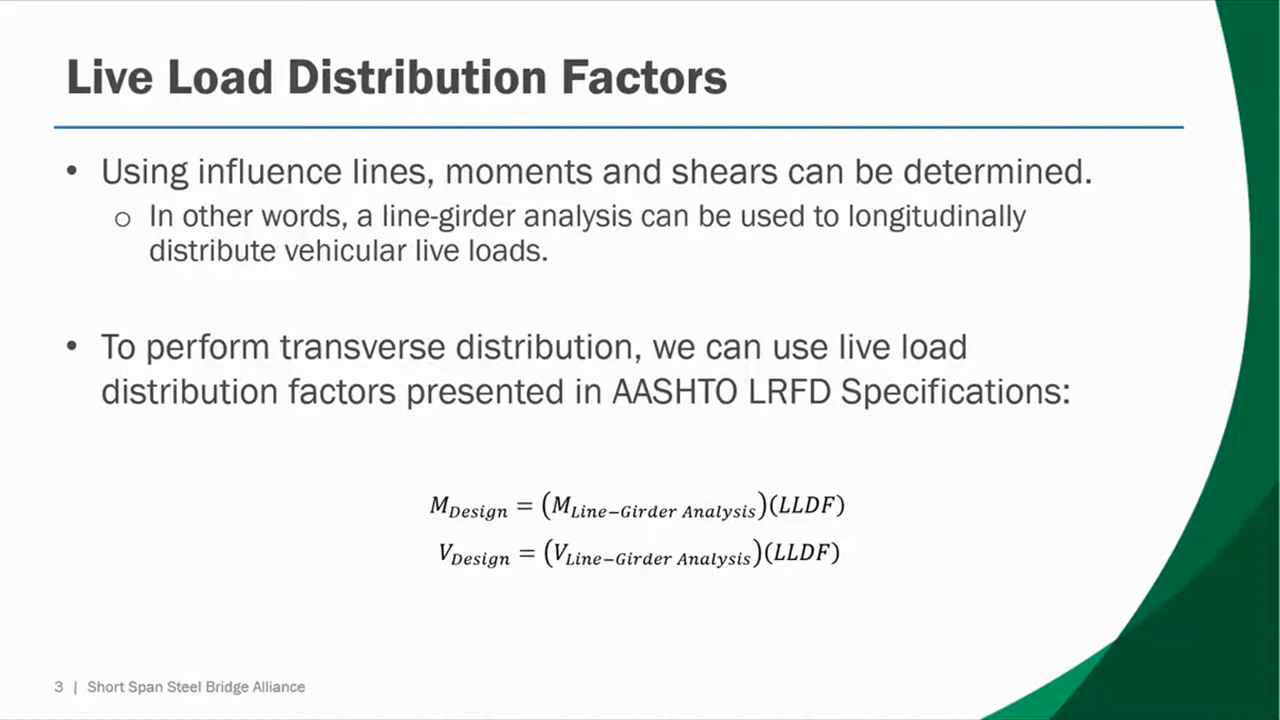 Live Load Distribution Factors
• Using influence lines, moments and shears can be determined.
o In other words, a line-girder analysis can be used to longitudinally
distribute vehicular live loads.
• To perform transverse distribution, we can use live load
distribution factors presented in AASHTO LRFD Specifications:
M_Design = (M_Line−Girder Analysis)(LLDF)
V_Design = (V_Line−Girder Analysis)(LLDF)
3 | Short Span Steel Bridge Alliance